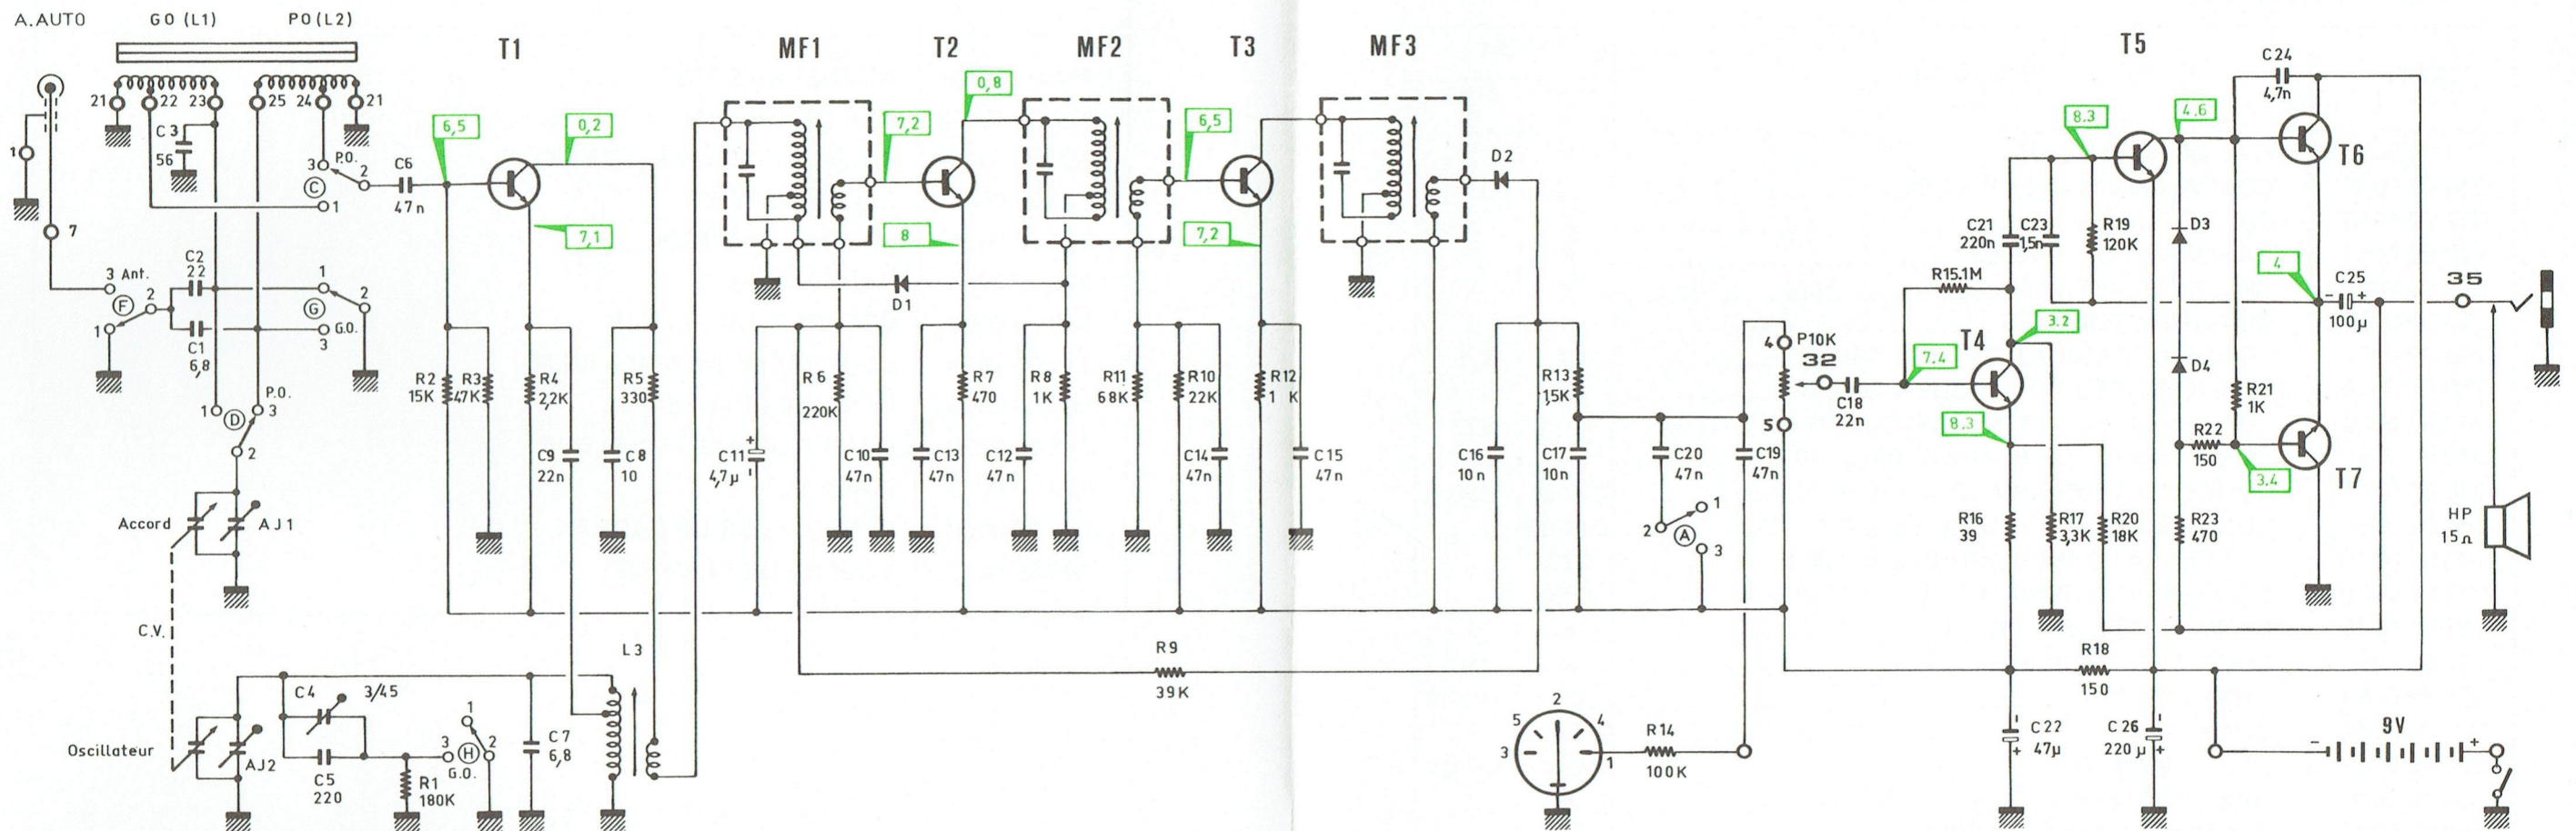 A.AUTO
GO (L1)
PO (L2)
T1
MF1
T2
MF2
T3
MF3
T5
21
22
23
25
24
21
C3
56
1
7
3
P.O.
2
C
1
C6
47n
6,5
0,2
7,1
7,2
0,8
8
6,5
7,2
D1
D2
3 Ant.
F
2
1
C2
22
C1
6,8
1
G
2
G.O.
3
P.O.
1
D
3
2
Accord
AJ1
C.V.
Oscillateur
AJ2
C4
3/45
C5
220
R1
180K
1
3
H
2
G.O.
C7
6,8
L3
R2
15K
R3
47K
R4
2,2K
R5
330
C9
22n
C8
10
R6
220K
C11
4,7µ
+
-
C10
47n
C13
47n
R7
470
R8
1K
C12
47n
R11
68K
R10
22K
C14
47n
R12
1 K
C15
47n
R9
39K
C16
10n
R13
1,5K
C17
10n
C20
47n
C19
47n
2
A
1
3
4
P10K
32
5
C18
22n
2
5
4
3
1
R14
100K
R15.1M
T4
7.4
3.2
8.3
C21
220n
C23
1,5n
R19
120K
8.3
4.6
C24
4,7n
T6
D3
D4
4
C25
- +
100µ
35
R21
1K
R22
150
3.4
T7
R16
39
R17
3,3K
R20
18K
R23
470
R18
150
HP
15Ω
C22
47µ
-
+
C26
220µ
-
+
9V
-
+